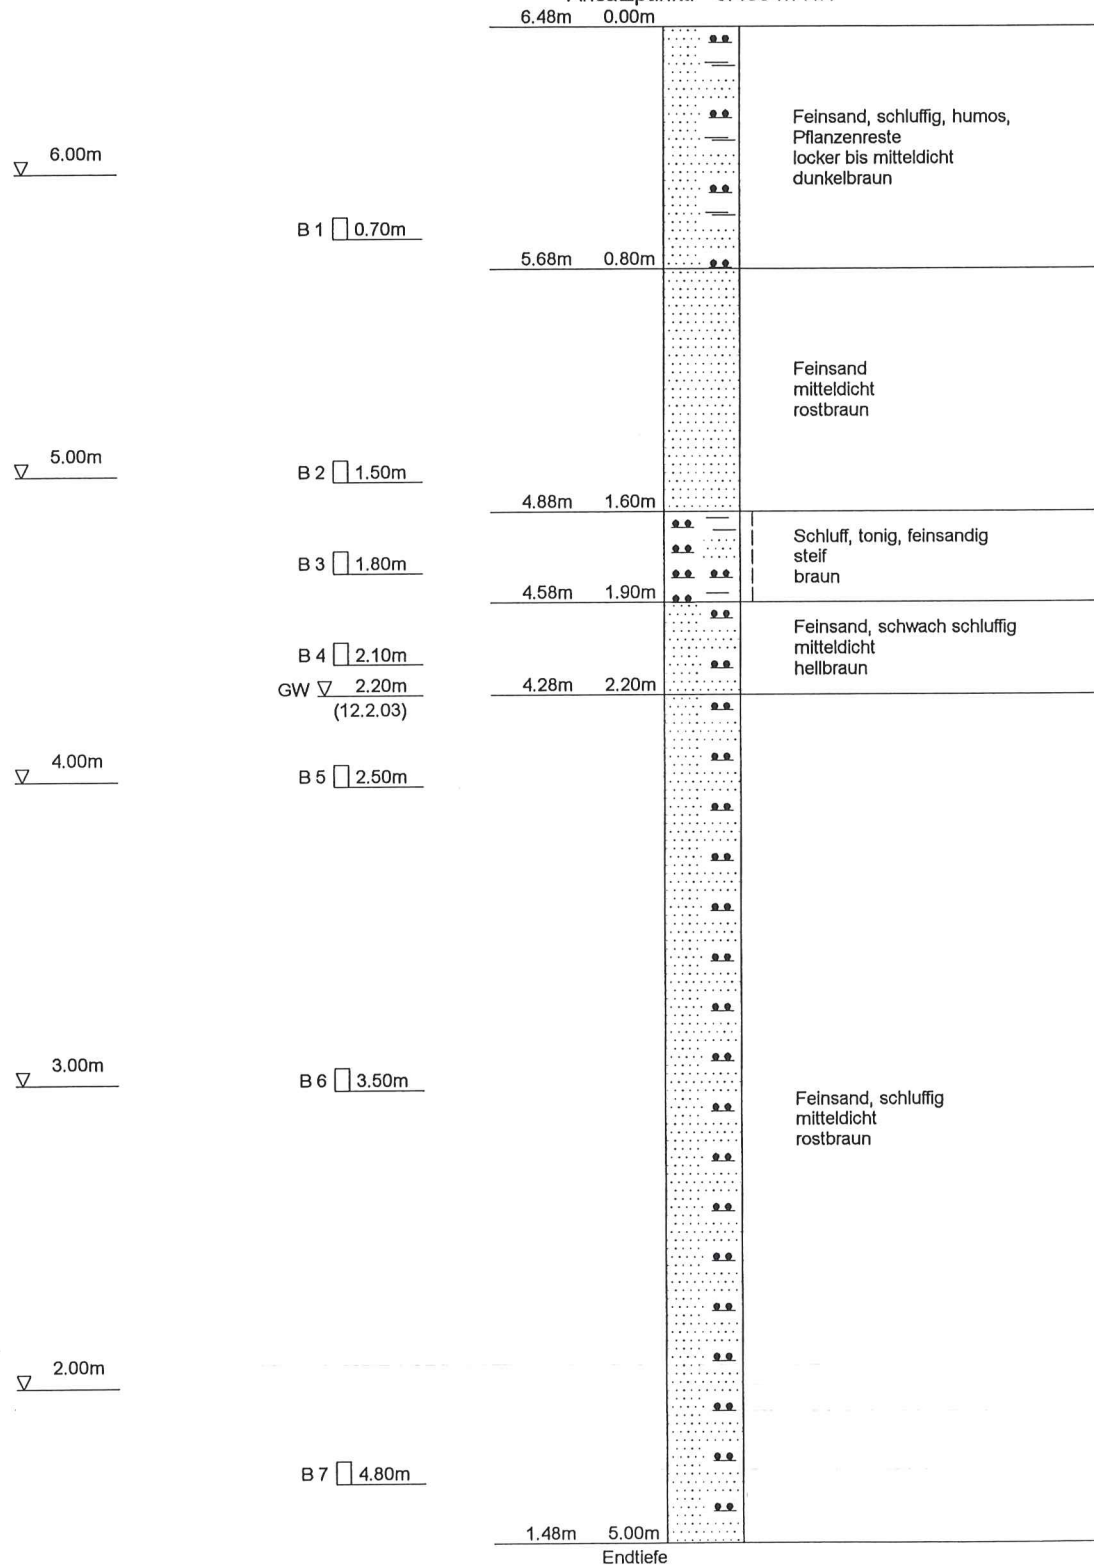 6.48m 0.00m
Feinsand, schluffig, humos,
Pflanzenreste
locker bis mitteldicht
dunkelbraun
6.00m
B 1 0.70m
5.68m 0.80m
Feinsand
mitteldicht
rostbraun
5.00m
B 2 1.50m
4.88m 1.60m
Schluff, tonig, feinsandig
steif
braun
B 3 1.80m
4.58m 1.90m
Feinsand, schwach schluffig
mitteldicht
hellbraun
B 4 2.10m
GW 2.20m
(12.2.03)
4.28m 2.20m
4.00m
B 5 2.50m
3.00m
B 6 3.50m
Feinsand, schluffig
mitteldicht
rostbraun
2.00m
B 7 4.80m
1.48m 5.00m
Endtiefe